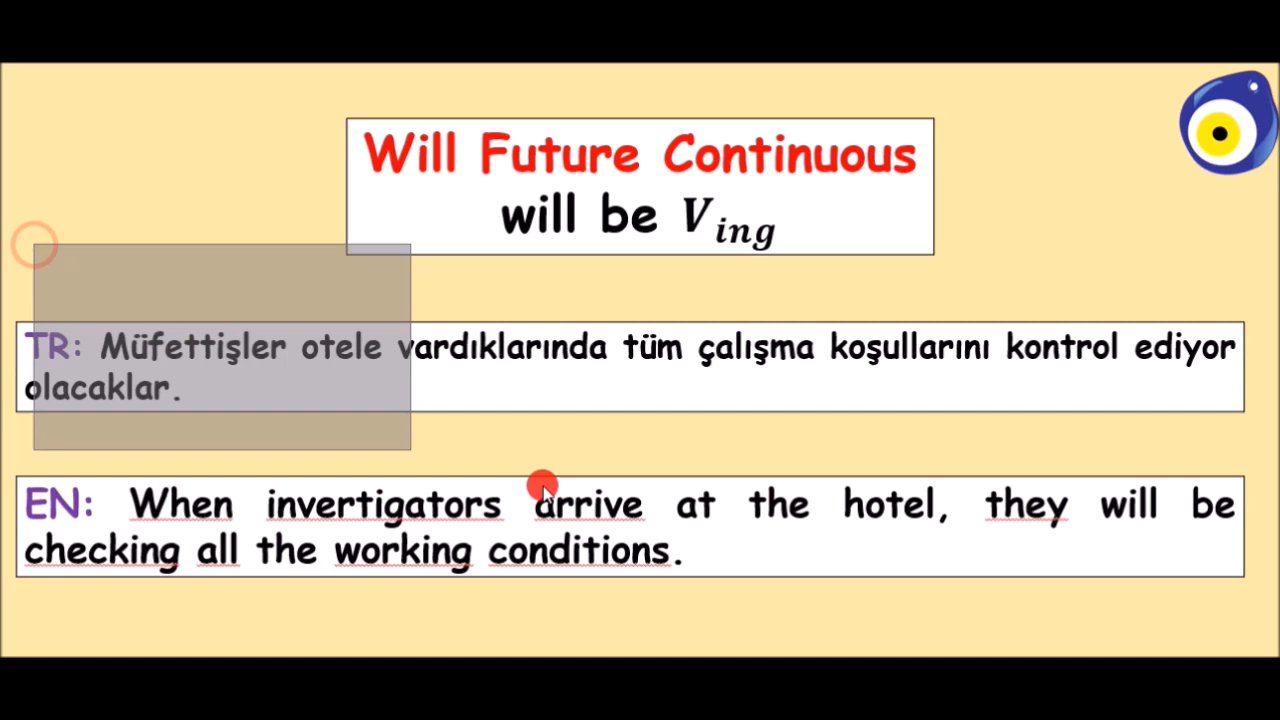 Will Future Continuous
will be V_ing
TR: Müfettişler otele vardıklarında tüm çalışma koşullarını kontrol ediyor
olacaklar.
EN: When invertigators arrive at the hotel, they will be
checking all the working conditions.